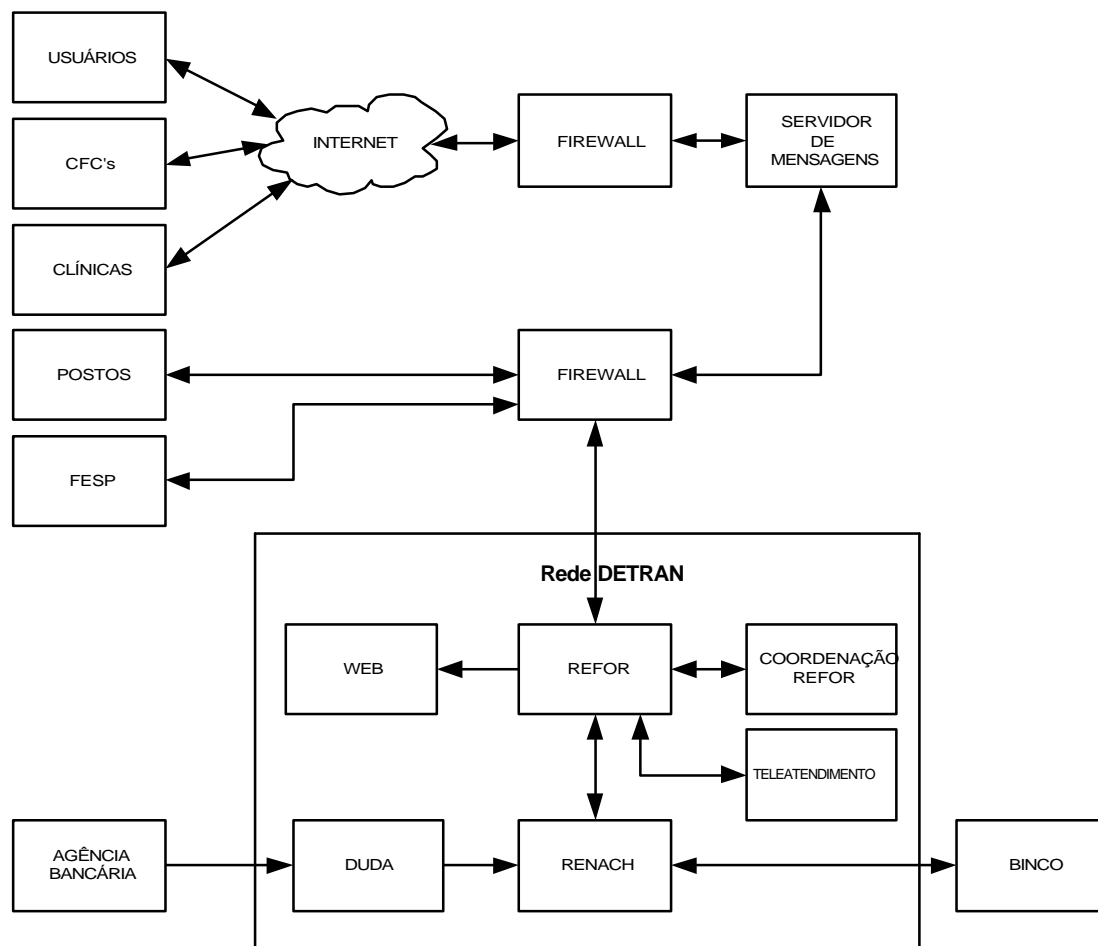 USUÁRIOS
CFC's
CLÍNICAS
POSTOS
FESP
INTERNET
FIREWALL
SERVIDOR
DE
MENSAGENS
FIREWALL
Rede DETRAN
WEB
REFOR
COORDENAÇÃO
REFOR
TELEATENDIMENTO
AGÊNCIA
BANCÁRIA
DUDA
RENACH
BINCO